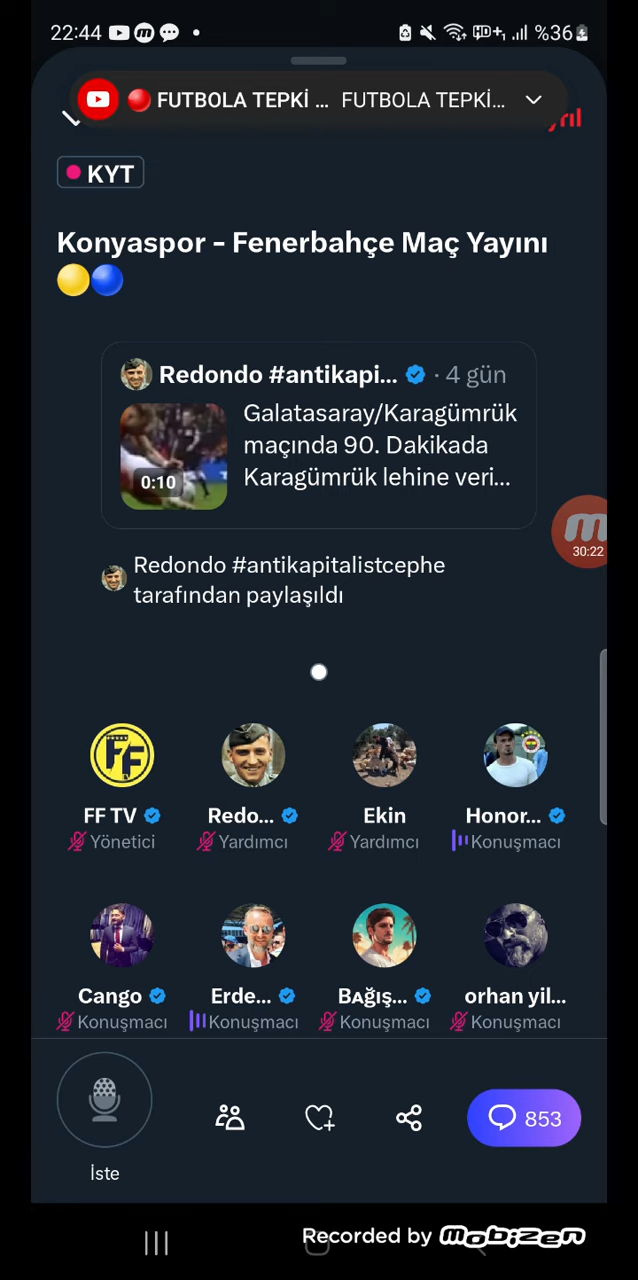 22:44
HD+₁ %36
FUTBOLA TEPKİ ... FUTBOLA TEPKİ...
KYT
Konyaspor - Fenerbahçe Maç Yayını
Redondo #antikapi... · 4 gün
Galatasaray/Karagümrük
maçında 90. Dakikada
Karagümrük lehine veri...
0:10
30:22
Redondo #antikapitalistcephe
tarafından paylaşıldı
FF TV Redo... Ekin Honor...
Yönetici Yardımcı Yardımcı Konuşmacı
Cango Erde... Bağış... orhan yil...
Konuşmacı Konuşmacı Konuşmacı Konuşmacı
853
İste
Recorded by mobizen